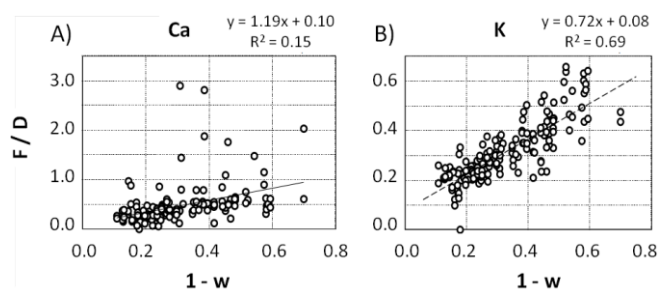 A) Ca y = 1.19x + 0.10
R² = 0.15
3.0
2.0
1.0
0.0
F / D
0.0 0.2 0.4 0.6 0.8
1 - w
B) K y = 0.72x + 0.08
R² = 0.69
0.6
0.4
0.2
0.0
0.0 0.2 0.4 0.6 0.8
1 - w